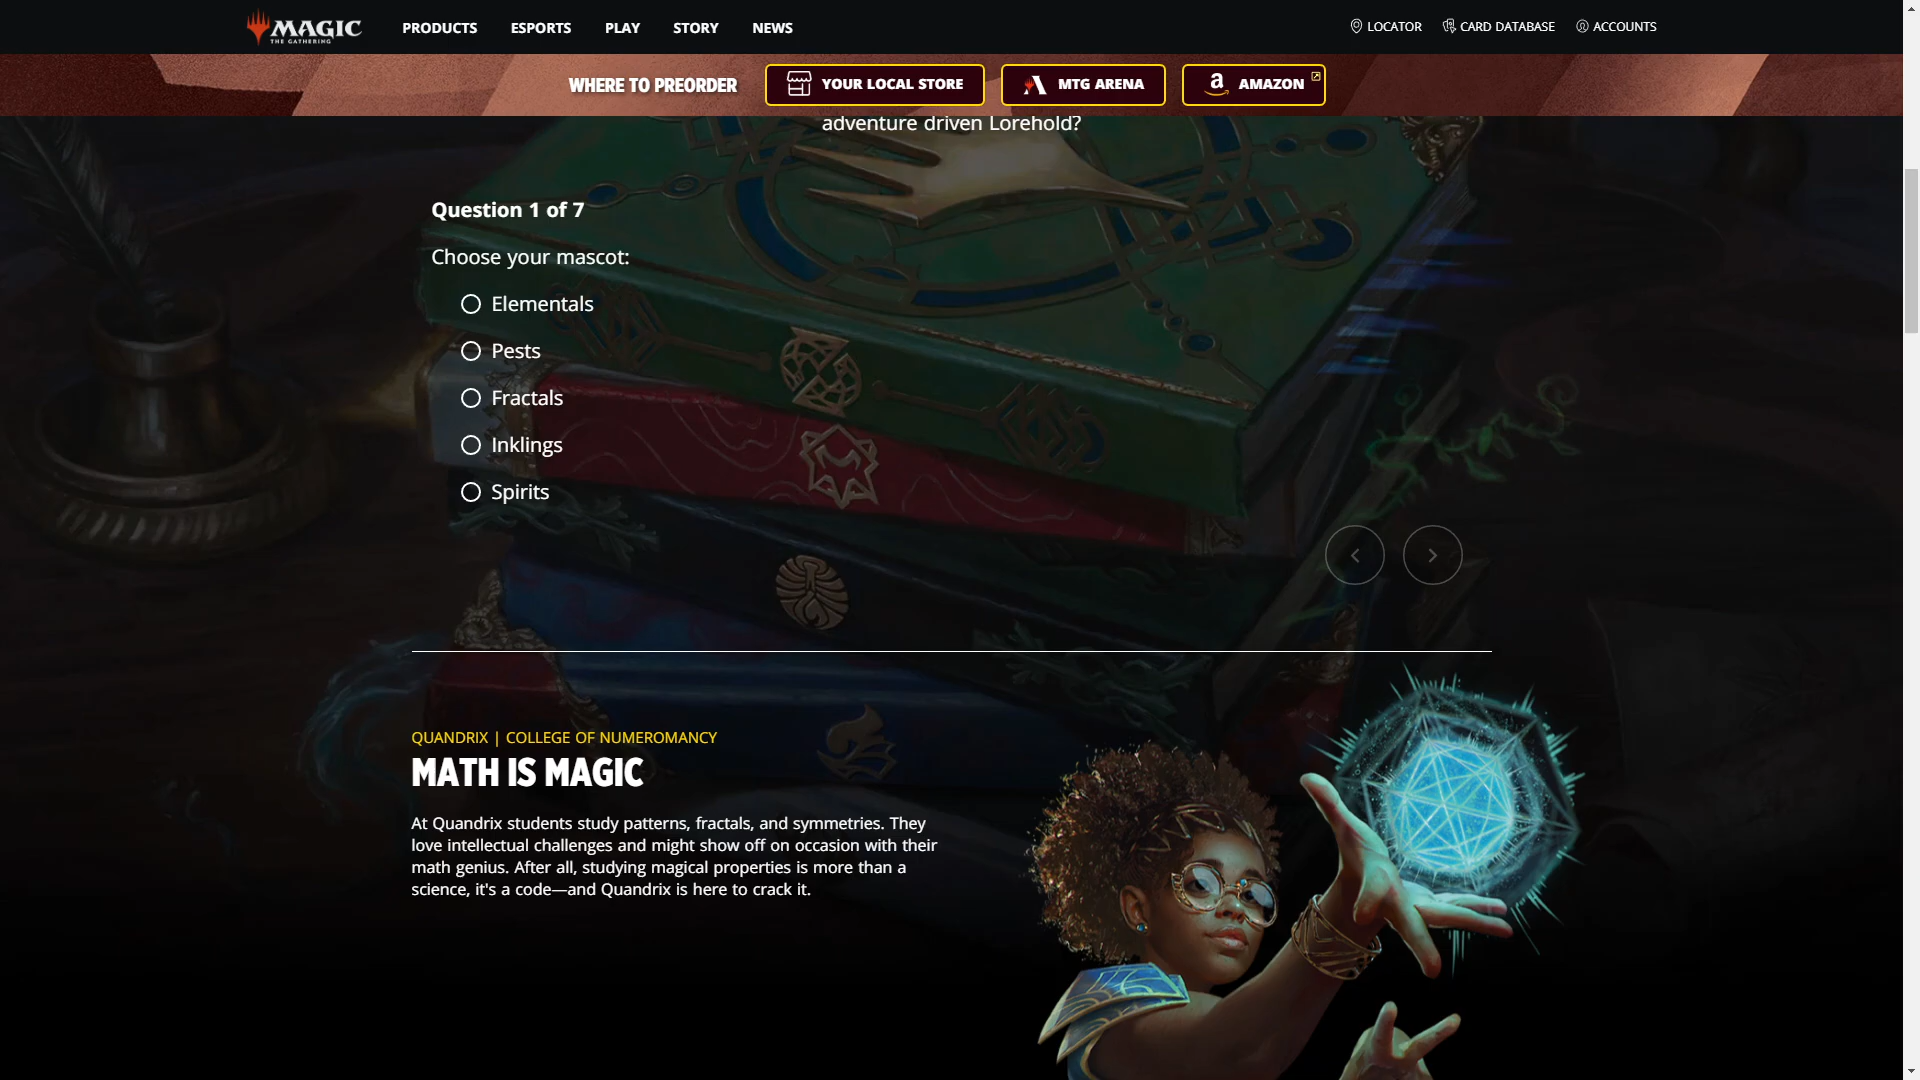 MAGIC
THE GATHERING
PRODUCTS
ESPORTS
PLAY
STORY
NEWS
LOCATOR
CARD DATABASE
ACCOUNTS
WHERE TO PREORDER
YOUR LOCAL STORE
MTG ARENA
a
AMAZON
adventure driven Lorehold?
Question 1 of 7
Choose your mascot:
Elementals
Pests
Fractals
Inklings
Spirits
QUANDRIX | COLLEGE OF NUMEROMANCY
MATH IS MAGIC
At Quandrix students study patterns, fractals, and symmetries. They
love intellectual challenges and might show off on occasion with their
math genius. After all, studying magical properties is more than a
science, it's a code—and Quandrix is here to crack it.